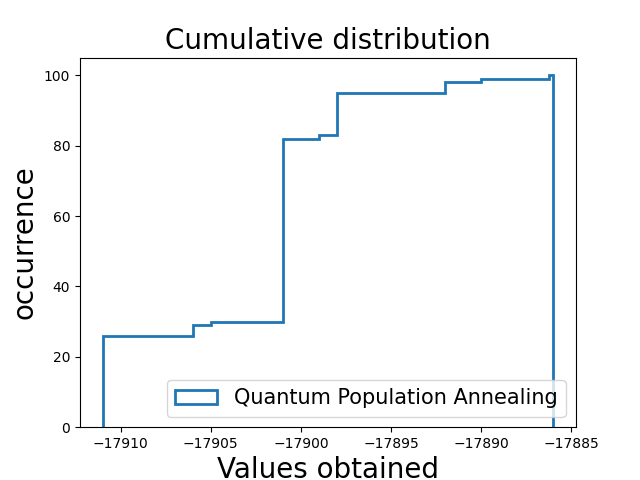 Cumulative distribution
100
80
60
40
20
0
occurrence
Quantum Population Annealing
−17910 −17905 −17900 −17895 −17890 −17885
Values obtained